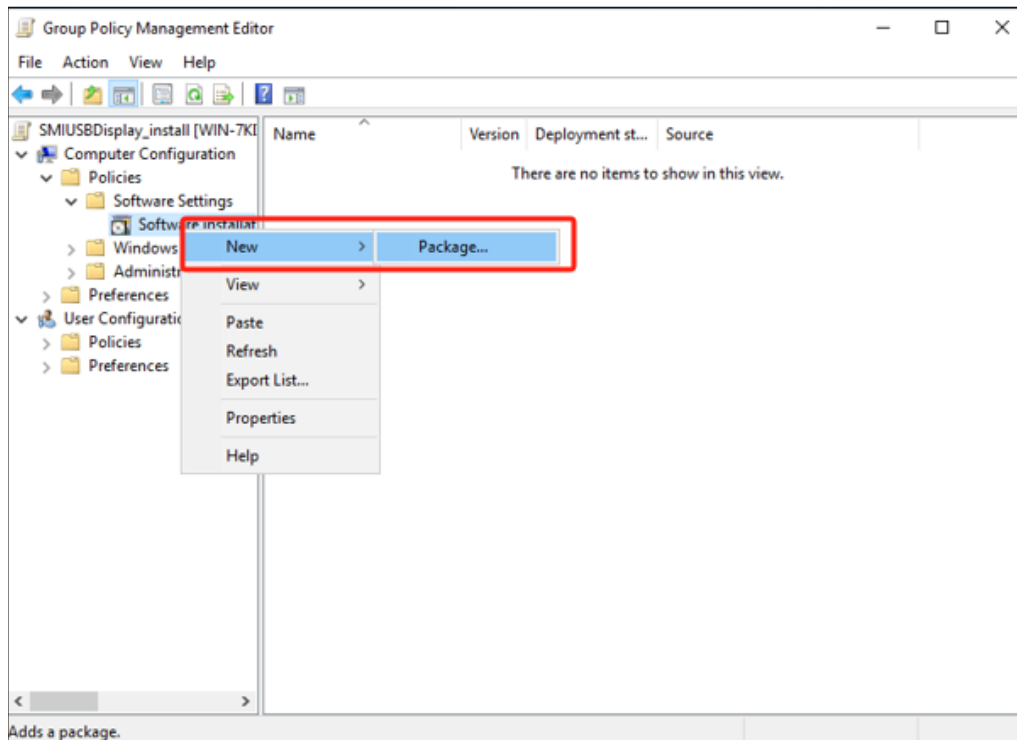 Group Policy Management Editor
File Action View Help
SMIUSBDisplay_install [WIN-7KI
Computer Configuration
Policies
Software Settings
Software installat
Windows
Administr
Preferences
User Configuratio
Policies
Preferences
Name Version Deployment st... Source
There are no items to show in this view.
New Package...
View
Paste
Refresh
Export List...
Properties
Help
Adds a package.